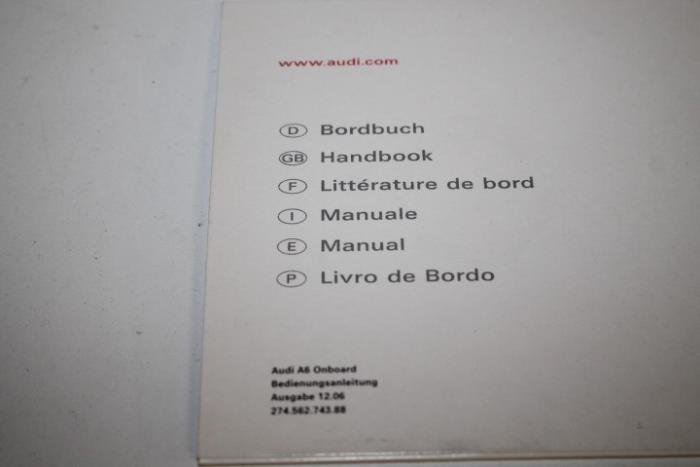 www.audi.com
D Bordbuch
GB Handbook
F Littérature de bord
I Manuale
E Manual
P Livro de Bordo
Audi A6 Onboard
Bedienungsanleitung
Ausgabe 12.06
274.562.743.88